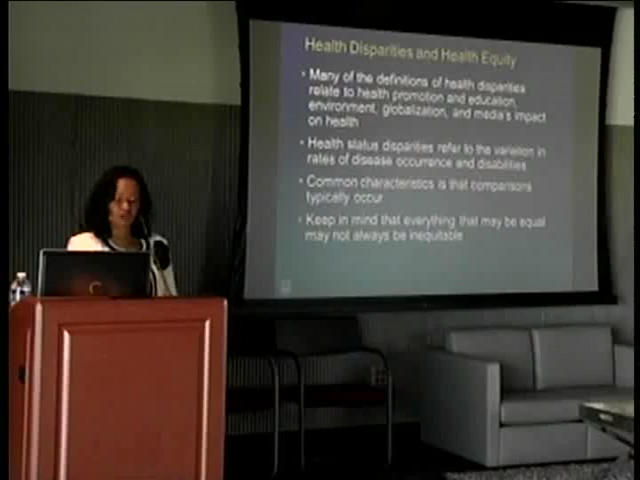 Health Disparities and Health Equity
• Many of the definitions of health disparities
relate to health promotion and education,
environment, globalization, and media's impact
on health
• Health status disparities refer to the variation in
rates of disease occurrence and disabilities
• Common characteristics is that comparisons
typically occur
• Keep in mind that everything that may be equal
may not always be inequitable